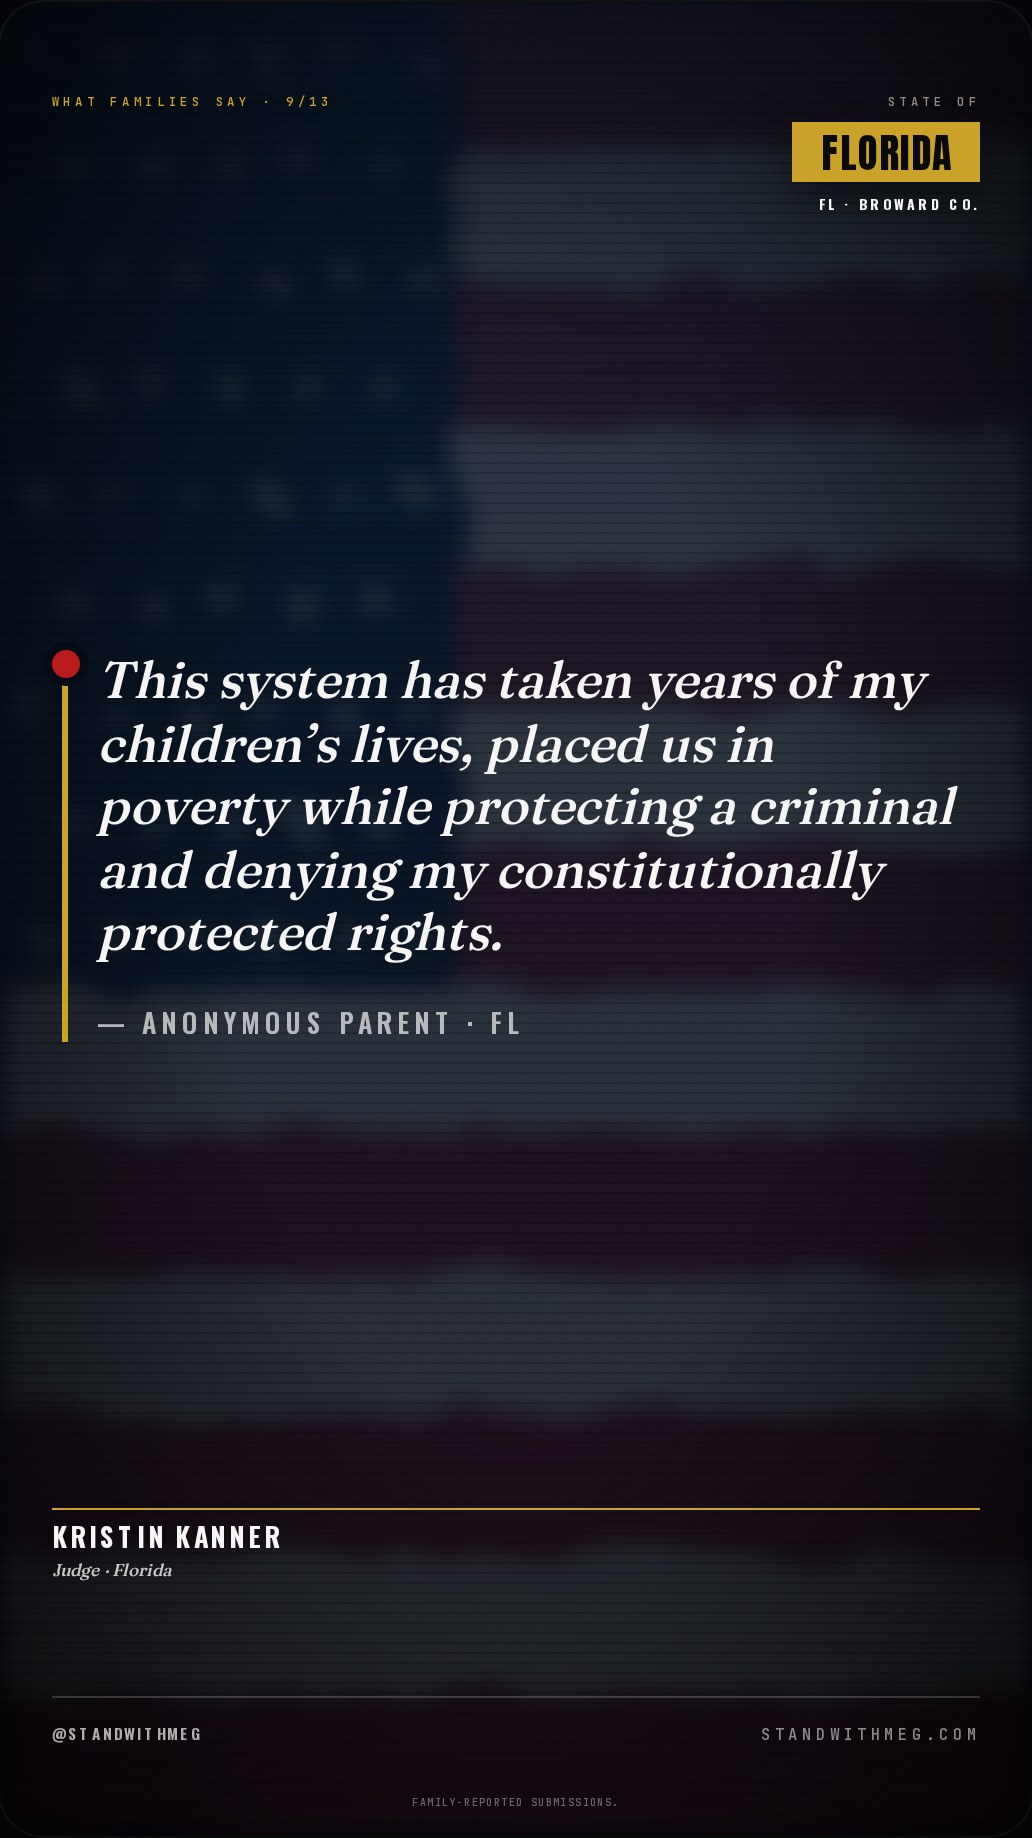 WHAT FAMILIES SAY · 9/13
STATE OF
FLORIDA
FL · BROWARD CO.
This system has taken years of my
children’s lives, placed us in
poverty while protecting a criminal
and denying my constitutionally
protected rights.
— ANONYMOUS PARENT · FL
KRISTIN KANNER
Judge · Florida
@STANDWITHMEG
STANDWITHMEG.COM
FAMILY-REPORTED SUBMISSIONS.